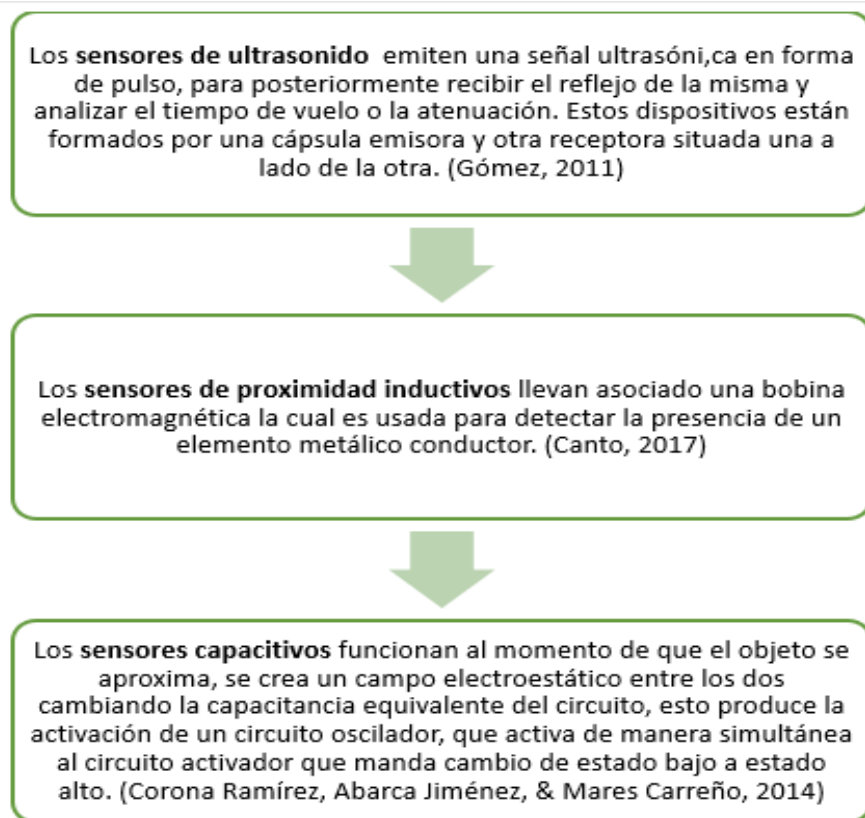 Los sensores de ultrasonido emiten una señal ultrasóni,ca en forma
de pulso, para posteriormente recibir el reflejo de la misma y
analizar el tiempo de vuelo o la atenuación. Estos dispositivos están
formados por una cápsula emisora y otra receptora situada una a
lado de la otra. (Gómez, 2011)
Los sensores de proximidad inductivos llevan asociado una bobina
electromagnética la cual es usada para detectar la presencia de un
elemento metálico conductor. (Canto, 2017)
Los sensores capacitivos funcionan al momento de que el objeto se
aproxima, se crea un campo electroestático entre los dos
cambiando la capacitancia equivalente del circuito, esto produce la
activación de un circuito oscilador, que activa de manera simultánea
al circuito activador que manda cambio de estado bajo a estado
alto. (Corona Ramírez, Abarca Jiménez, & Mares Carreño, 2014)